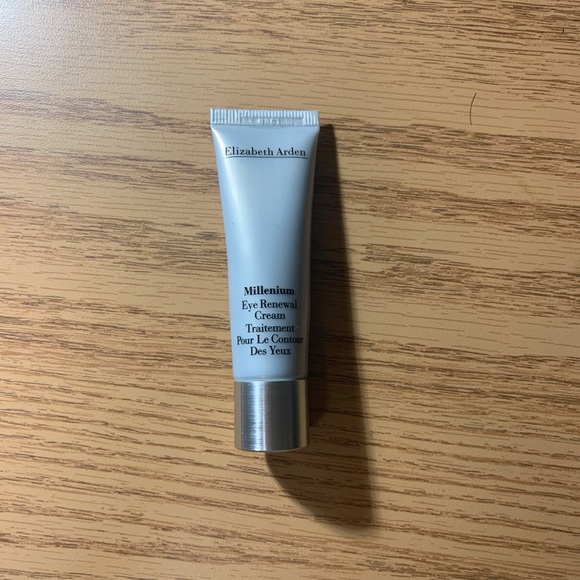 Elizabeth Arden
Millenium
Eye Renewal
Cream
Traitement
Pour Le Contour
Des Yeux